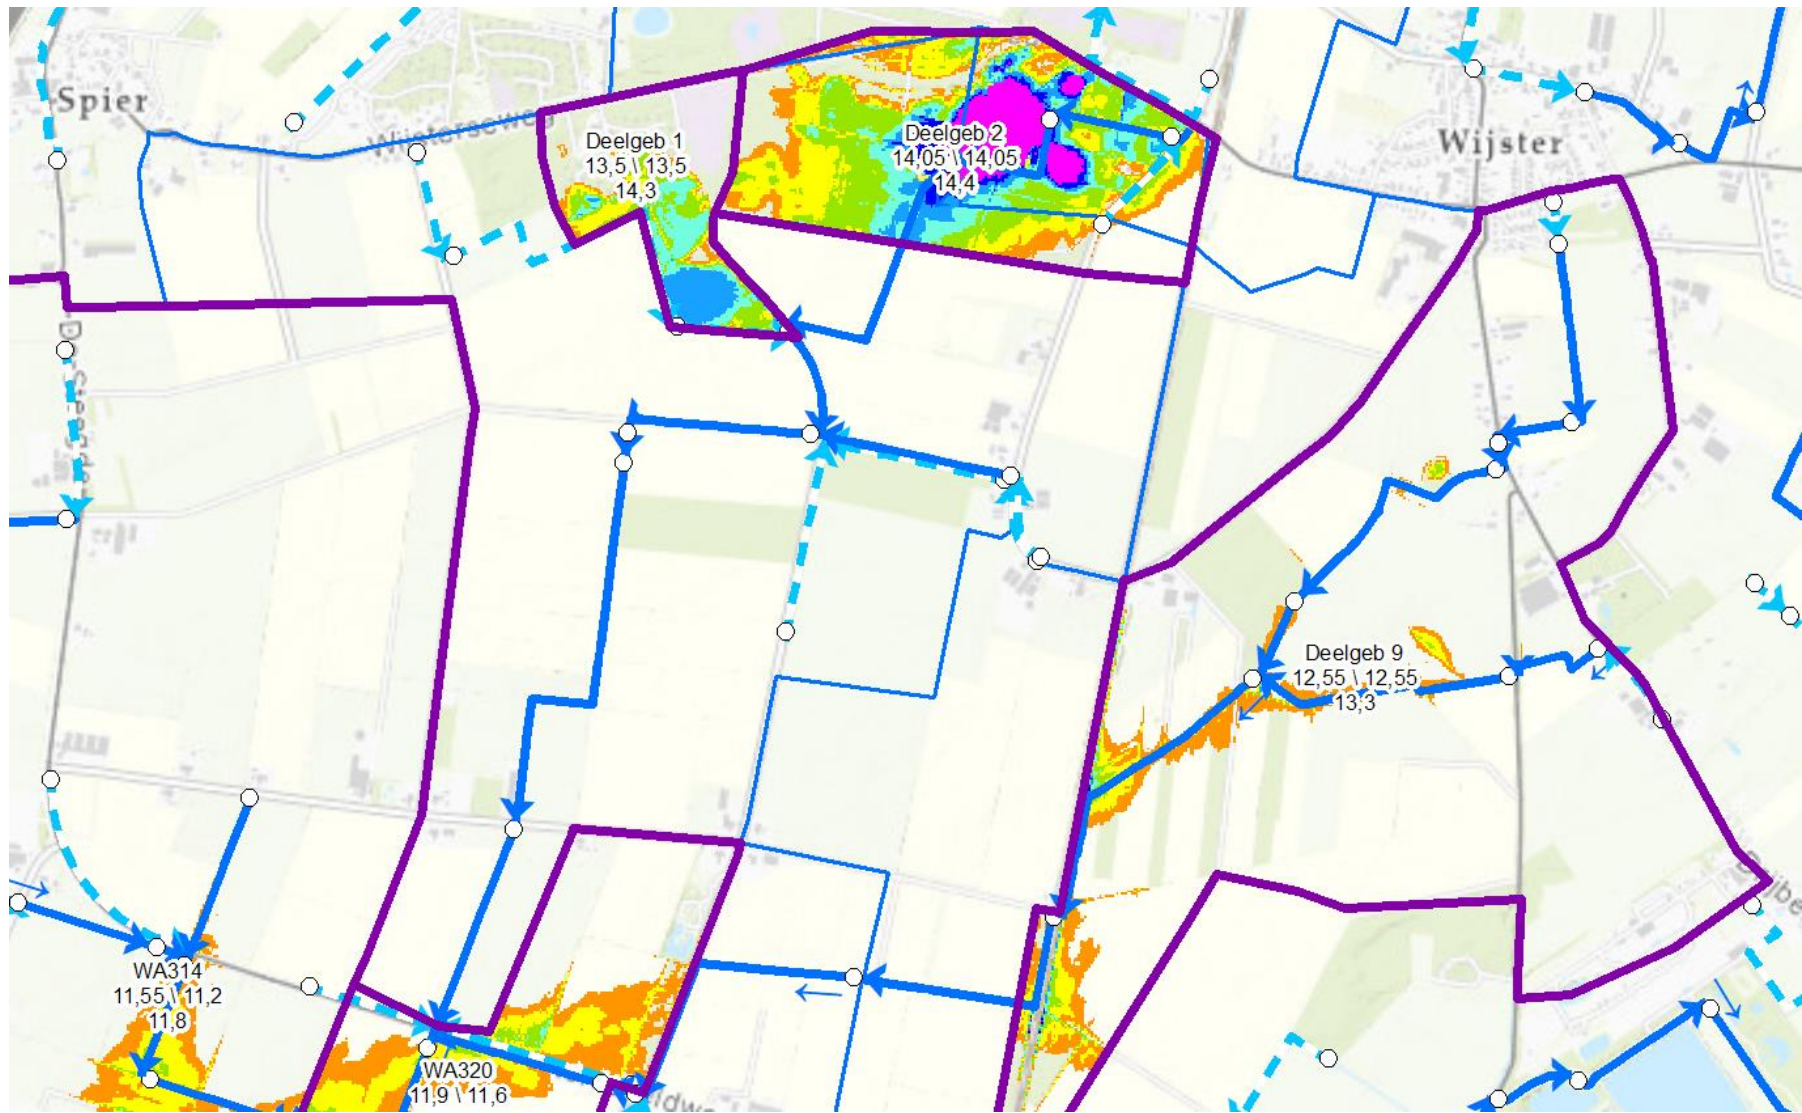 Spier
Wijsterseweg
Deelgeb 1
13,5 \ 13,5
14,3
Deelgeb 2
14,05 \ 14,05
14,4
Wijster
Deelgeb 9
12,55 \ 12,55
13,3
WA314
11,55 \ 11,2
11,8
WA320
11,9 \ 11,6